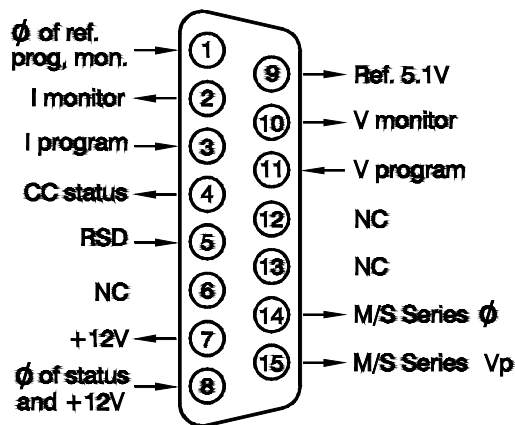 ϕ of ref.
prog, mon.
I monitor
I program
CC status
RSD
NC
+12V
ϕ of status
and +12V
1
2
3
4
5
6
7
8
9
10
11
12
13
14
15
Ref. 5.1V
V monitor
V program
NC
NC
M/S Series ϕ
M/S Series Vp